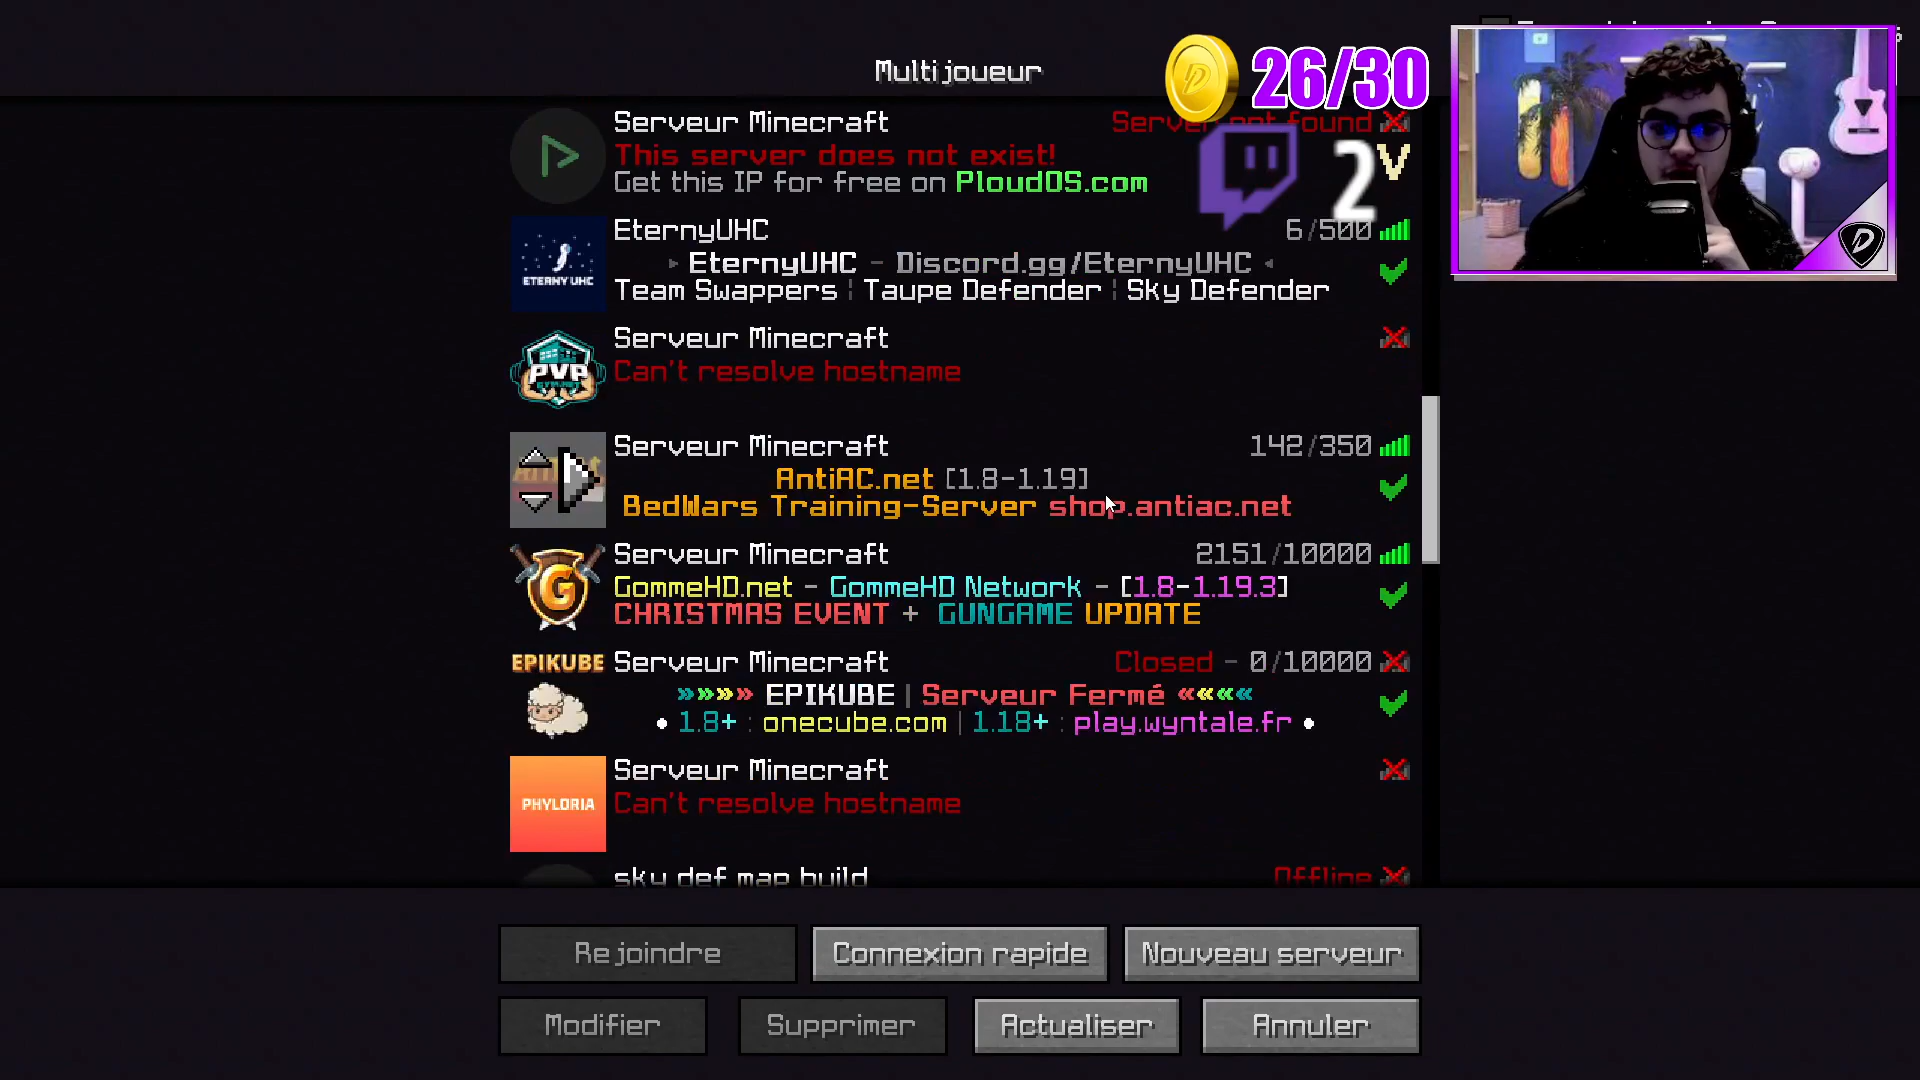 Multijoueur
26/30
2
Serveur Minecraft
Server not found
This server does not exist!
Get this IP for free on PloudOS.com
EternyUHC
6/500
EternyUHC - Discord.gg/EternyUHC
ETERNY UHC
Team Swappers | Taupe Defender | Sky Defender
Serveur Minecraft
PVP
Can't resolve hostname
Serveur Minecraft
142/350
AntiAC.net [1.8-1.19]
BedWars Training-Server shop.antiac.net
Serveur Minecraft
2151/10000
G
GommeHD.net - GommeHD Network - [1.8-1.19.3]
CHRISTMAS EVENT + GUNGAME UPDATE
EPIKUBE
Serveur Minecraft
Closed - 0/10000
»»»» EPIKUBE | Serveur Fermé ««««
• 1.8+ : onecube.com | 1.18+ : play.wyntale.fr •
Serveur Minecraft
PHYLORIA
Can't resolve hostname
sky def map build
Offline
Rejoindre
Connexion rapide
Nouveau serveur
Modifier
Supprimer
Actualiser
Annuler